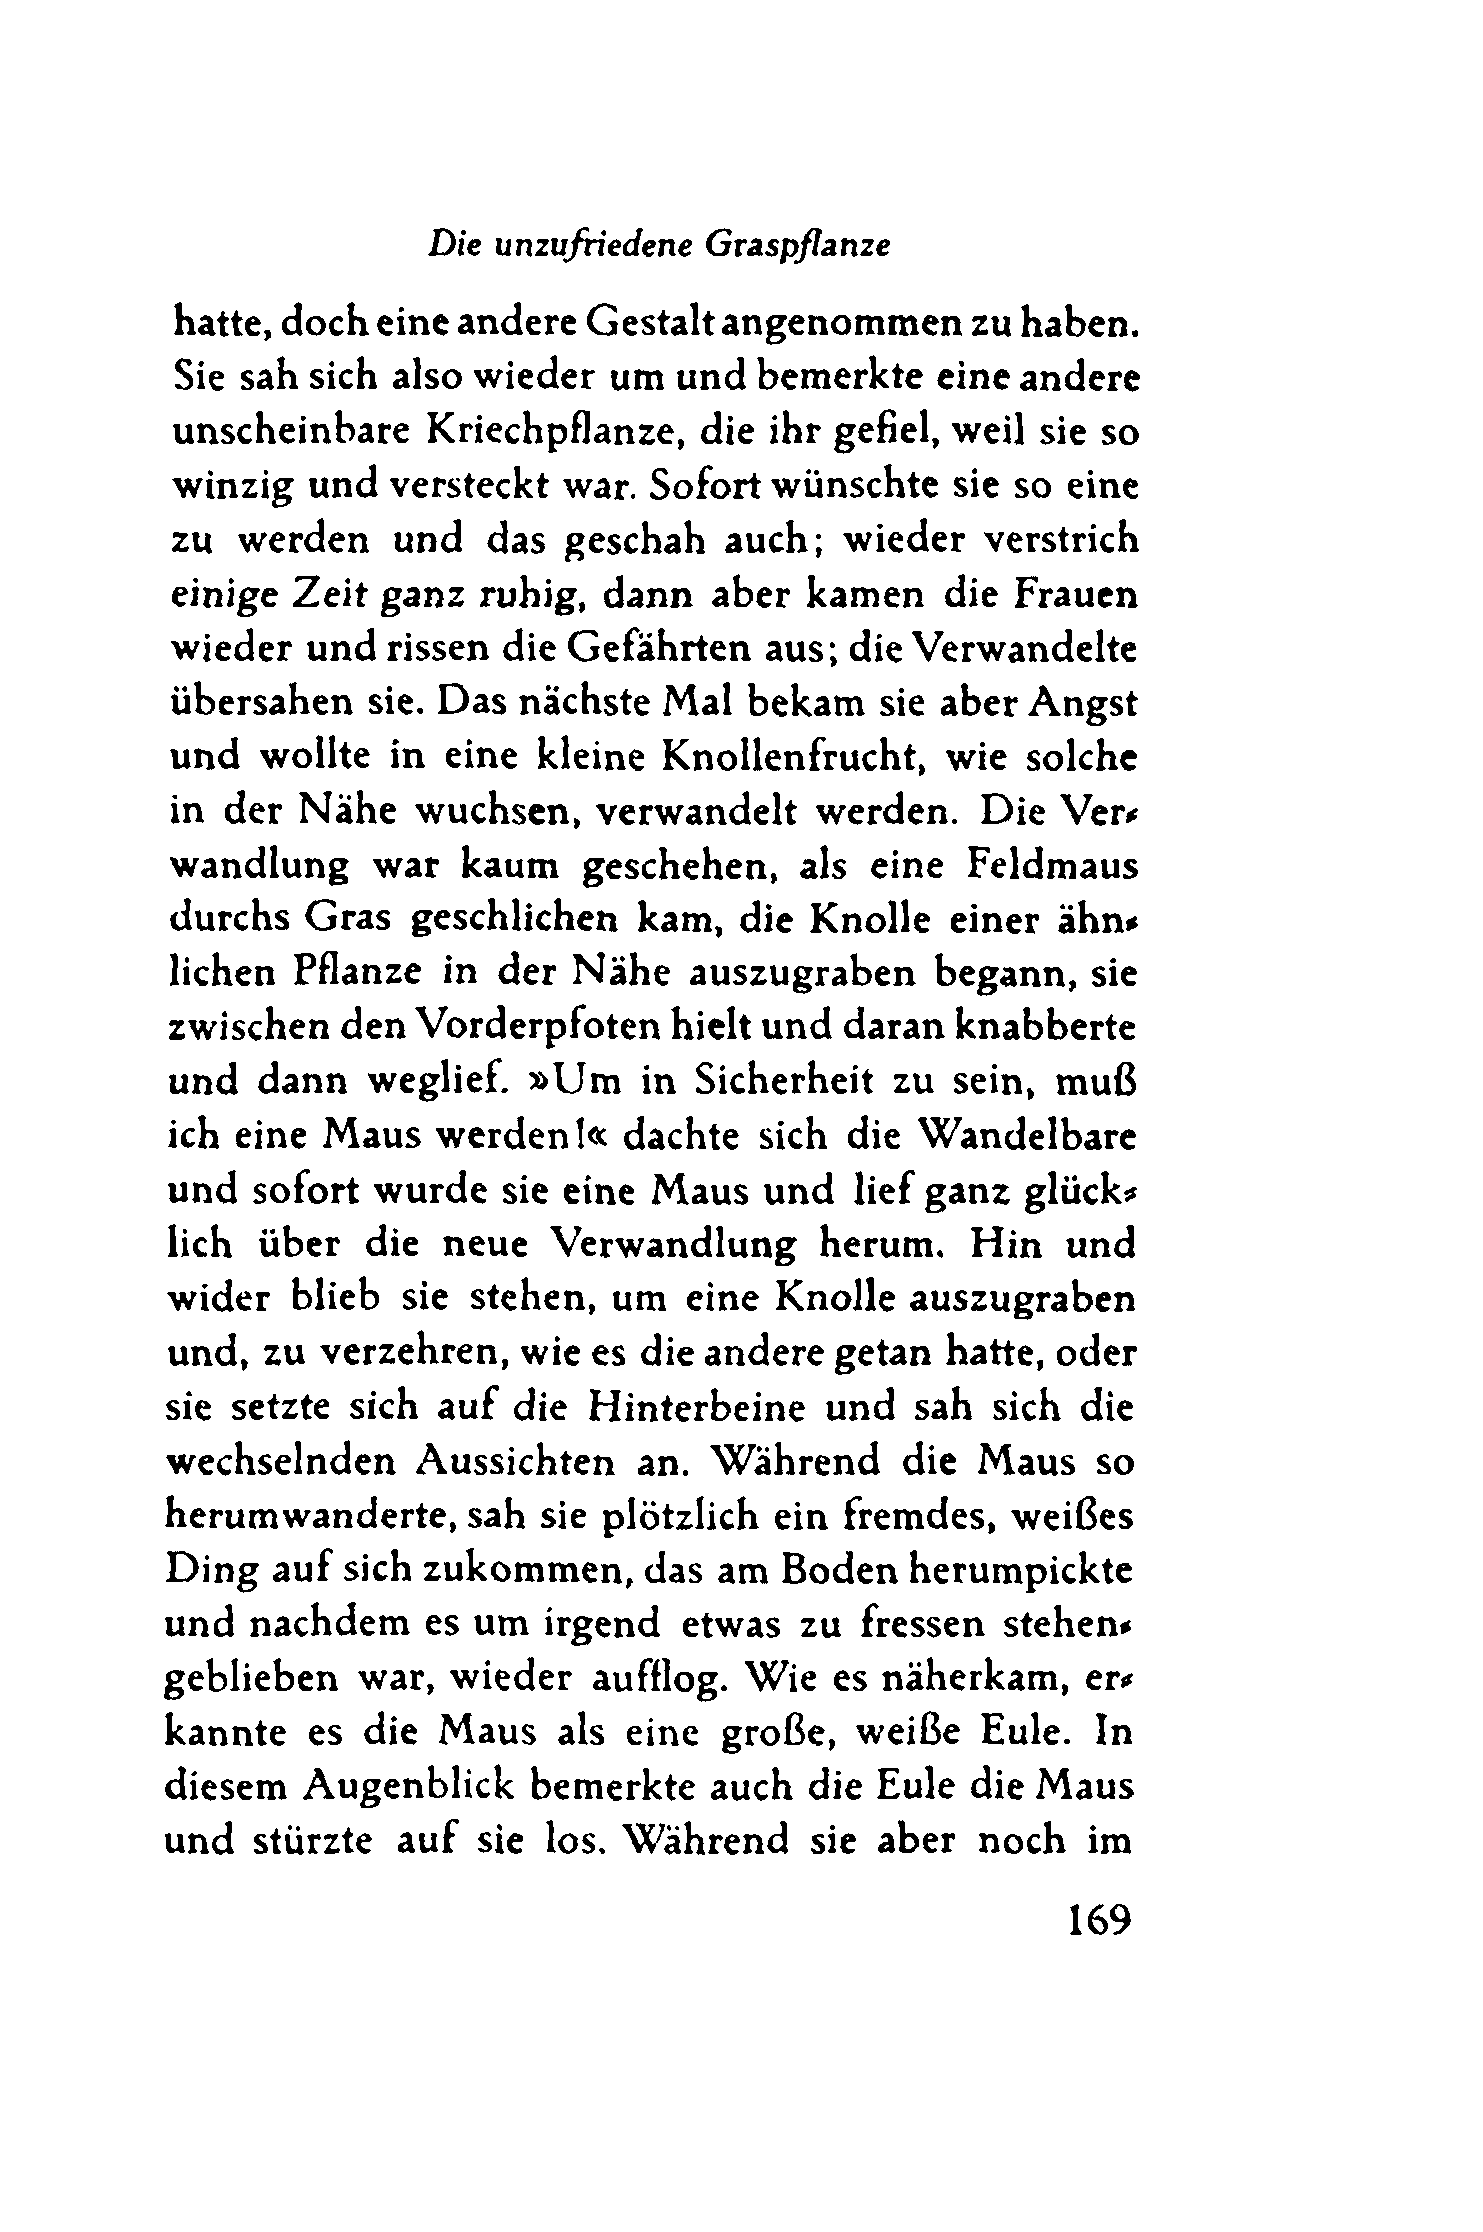 Die unzufriedene Graspflanze
hatte, doch eine andere Gestalt angenommen zu haben.
Sie sah sich also wieder um und bemerkte eine andere
unscheinbare Kriechpflanze, die ihr gefiel, weil sie so
winzig und versteckt war. Sofort wünschte sie so eine
zu werden und das geschah auch; wieder verstrich
einige Zeit ganz ruhig, dann aber kamen die Frauen
wieder und rissen die Gefährten aus; die Verwandelte
übersahen sie. Das nächste Mal bekam sie aber Angst
und wollte in eine kleine Knollenfrucht, wie solche
in der Nähe wuchsen, verwandelt werden. Die Ver-
wandlung war kaum geschehen, als eine Feldmaus
durchs Gras geschlichen kam, die Knolle einer ähn-
lichen Pflanze in der Nähe auszugraben begann, sie
zwischen den Vorderpfoten hielt und daran knabberte
und dann weglief. »Um in Sicherheit zu sein, muß
ich eine Maus werden!« dachte sich die Wandelbare
und sofort wurde sie eine Maus und lief ganz glück-
lich über die neue Verwandlung herum. Hin und
wider blieb sie stehen, um eine Knolle auszugraben
und, zu verzehren, wie es die andere getan hatte, oder
sie setzte sich auf die Hinterbeine und sah sich die
wechselnden Aussichten an. Während die Maus so
herumwanderte, sah sie plötzlich ein fremdes, weißes
Ding auf sich zukommen, das am Boden herumpickte
und nachdem es um irgend etwas zu fressen stehen-
geblieben war, wieder aufflog. Wie es näherkam, er-
kannte es die Maus als eine große, weiße Eule. In
diesem Augenblick bemerkte auch die Eule die Maus
und stürzte auf sie los. Während sie aber noch im
169